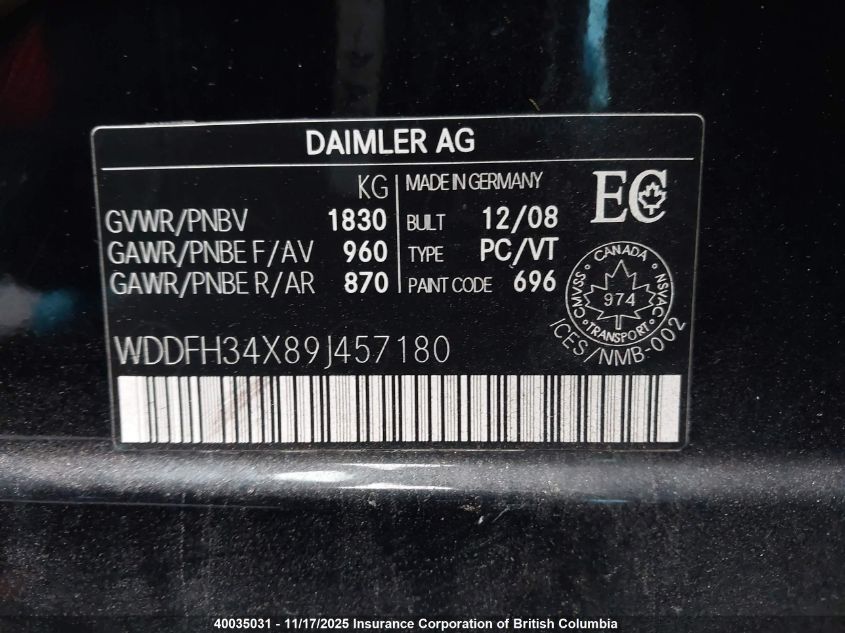 DAIMLER AG
KG
MADE IN GERMANY
EC
GVWR/PNBV 1830
BUILT 12/08
GAWR/PNBE F/AV 960
TYPE PC/VT
GAWR/PNBE R/AR 870
PAINT CODE 696
CANADA
CMVSS 974 NSVAC
TRANSPORT
ICES/NMB-002
WDDFH34X89J457180
40035031 - 11/17/2025 Insurance Corporation of British Columbia